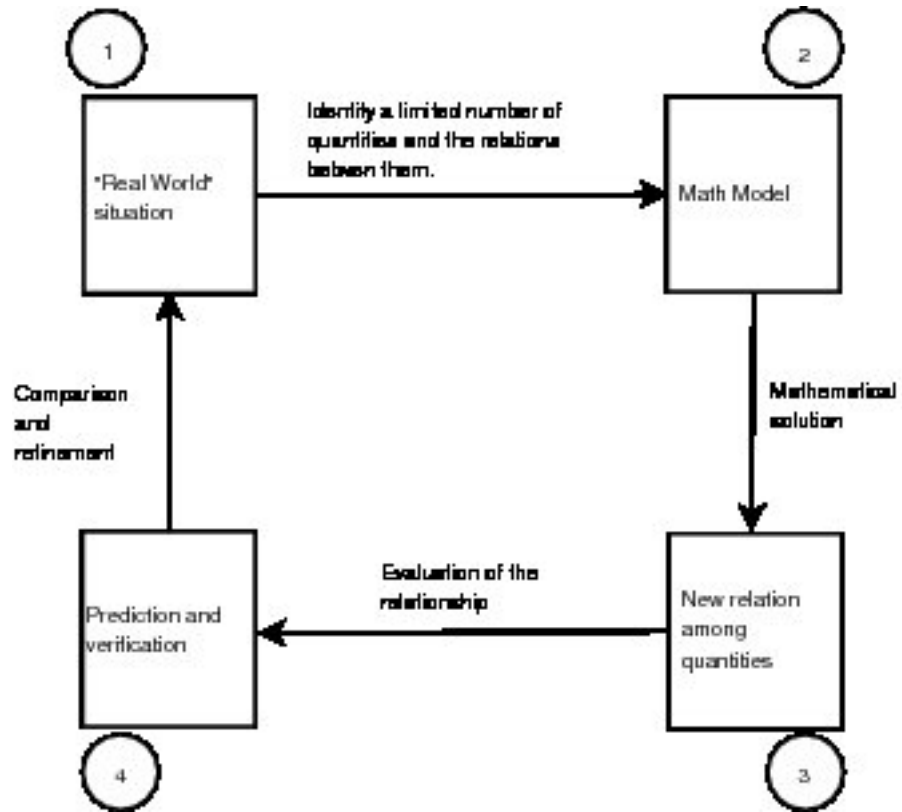 1
2
Identify a limited number of
quantities and the relations
betwen them.
"Real World"
situation
Math Model
Comparison
and
refinement
Mathematical
solution
Evaluation of the
relationship
Prediction and
verification
New relation
among
quantities
4
3